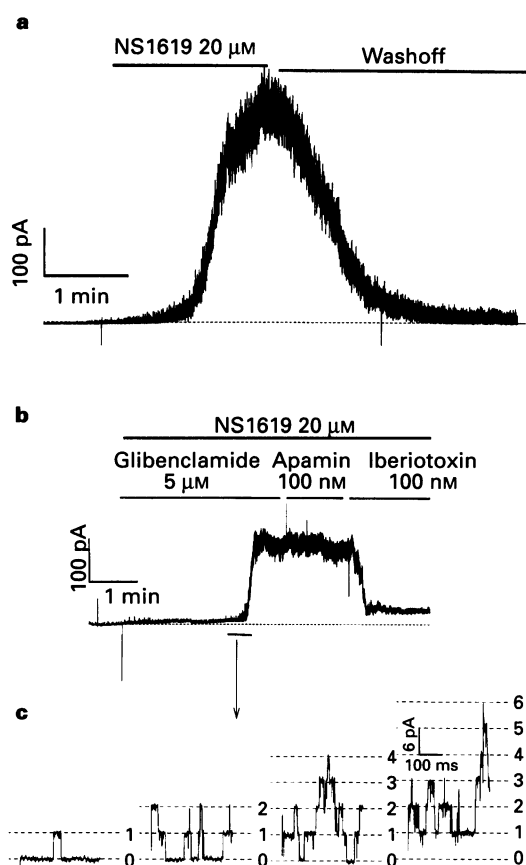 a
NS1619 20 μM
Washoff
100 pA
1 min
b
NS1619 20 μM
Glibenclamide Apamin Iberiotoxin
5 μM 100 nM 100 nM
100 pA
1 min
c
6
5
6 pA
4 4
100 ms
3 3
2 2 2
1 1 1 1
0 0 0 0